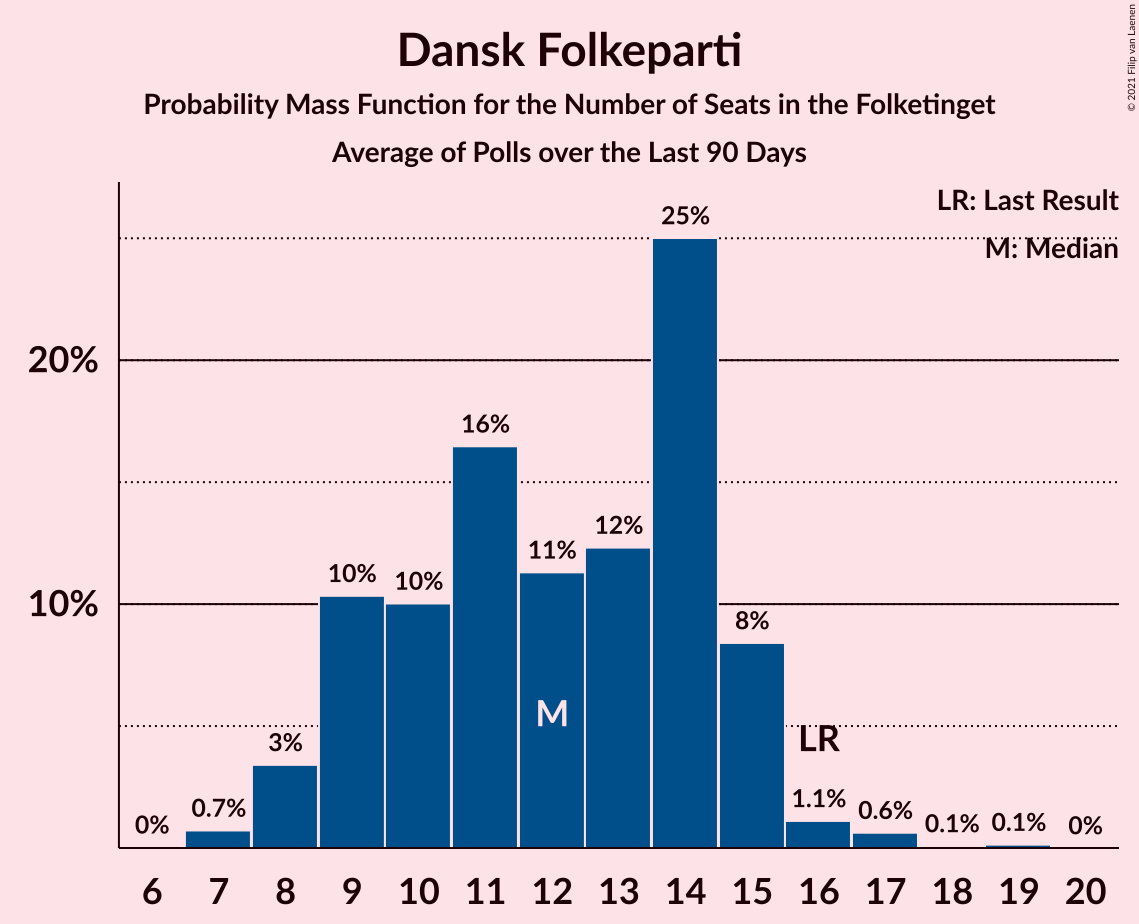 Dansk Folkeparti
Probability Mass Function for the Number of Seats in the Folketinget
Average of Polls over the Last 90 Days
© 2021 Filip van Laenen
LR: Last Result
M: Median
25%
20%
16%
12%
11%
10%
10%
10%
8%
M
LR
3%
0.7%
0%
1.1%
0.6%
0.1%
0.1%
0%
6 7 8 9 10 11 12 13 14 15 16 17 18 19 20